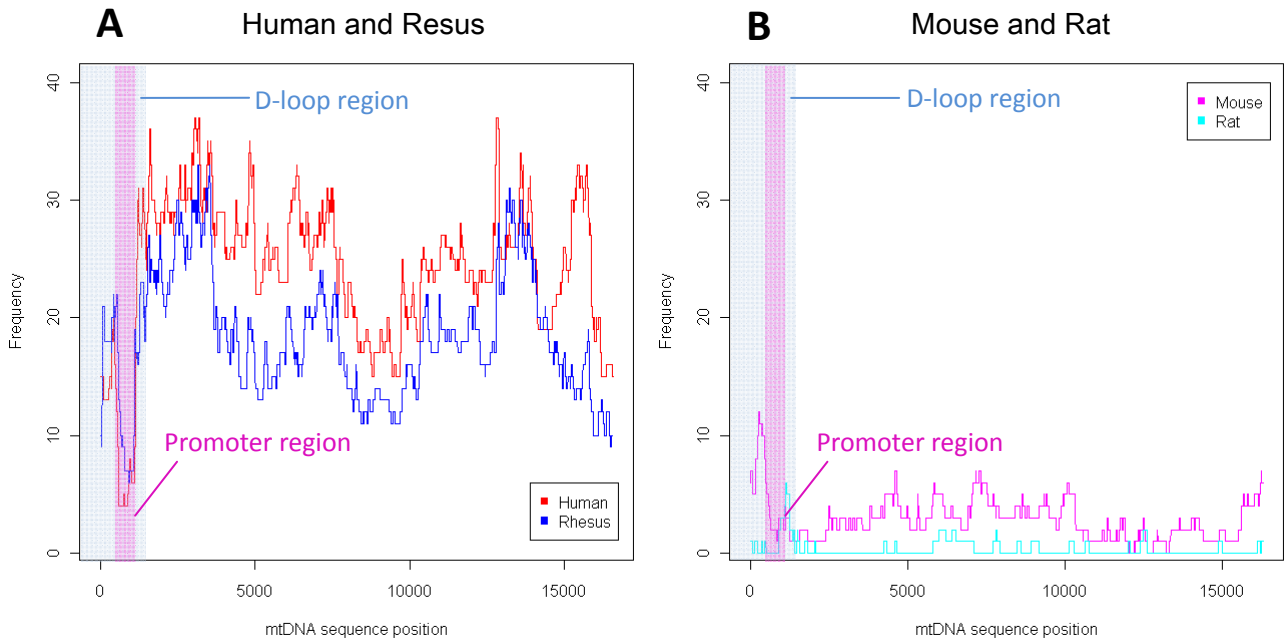 A
Human and Resus
D-loop region
Promoter region
Human
Rhesus
Frequency
0
10
20
30
40
0
5000
10000
15000
mtDNA sequence position
B
Mouse and Rat
D-loop region
Mouse
Rat
Promoter region
Frequency
0
10
20
30
40
0
5000
10000
15000
mtDNA sequence position